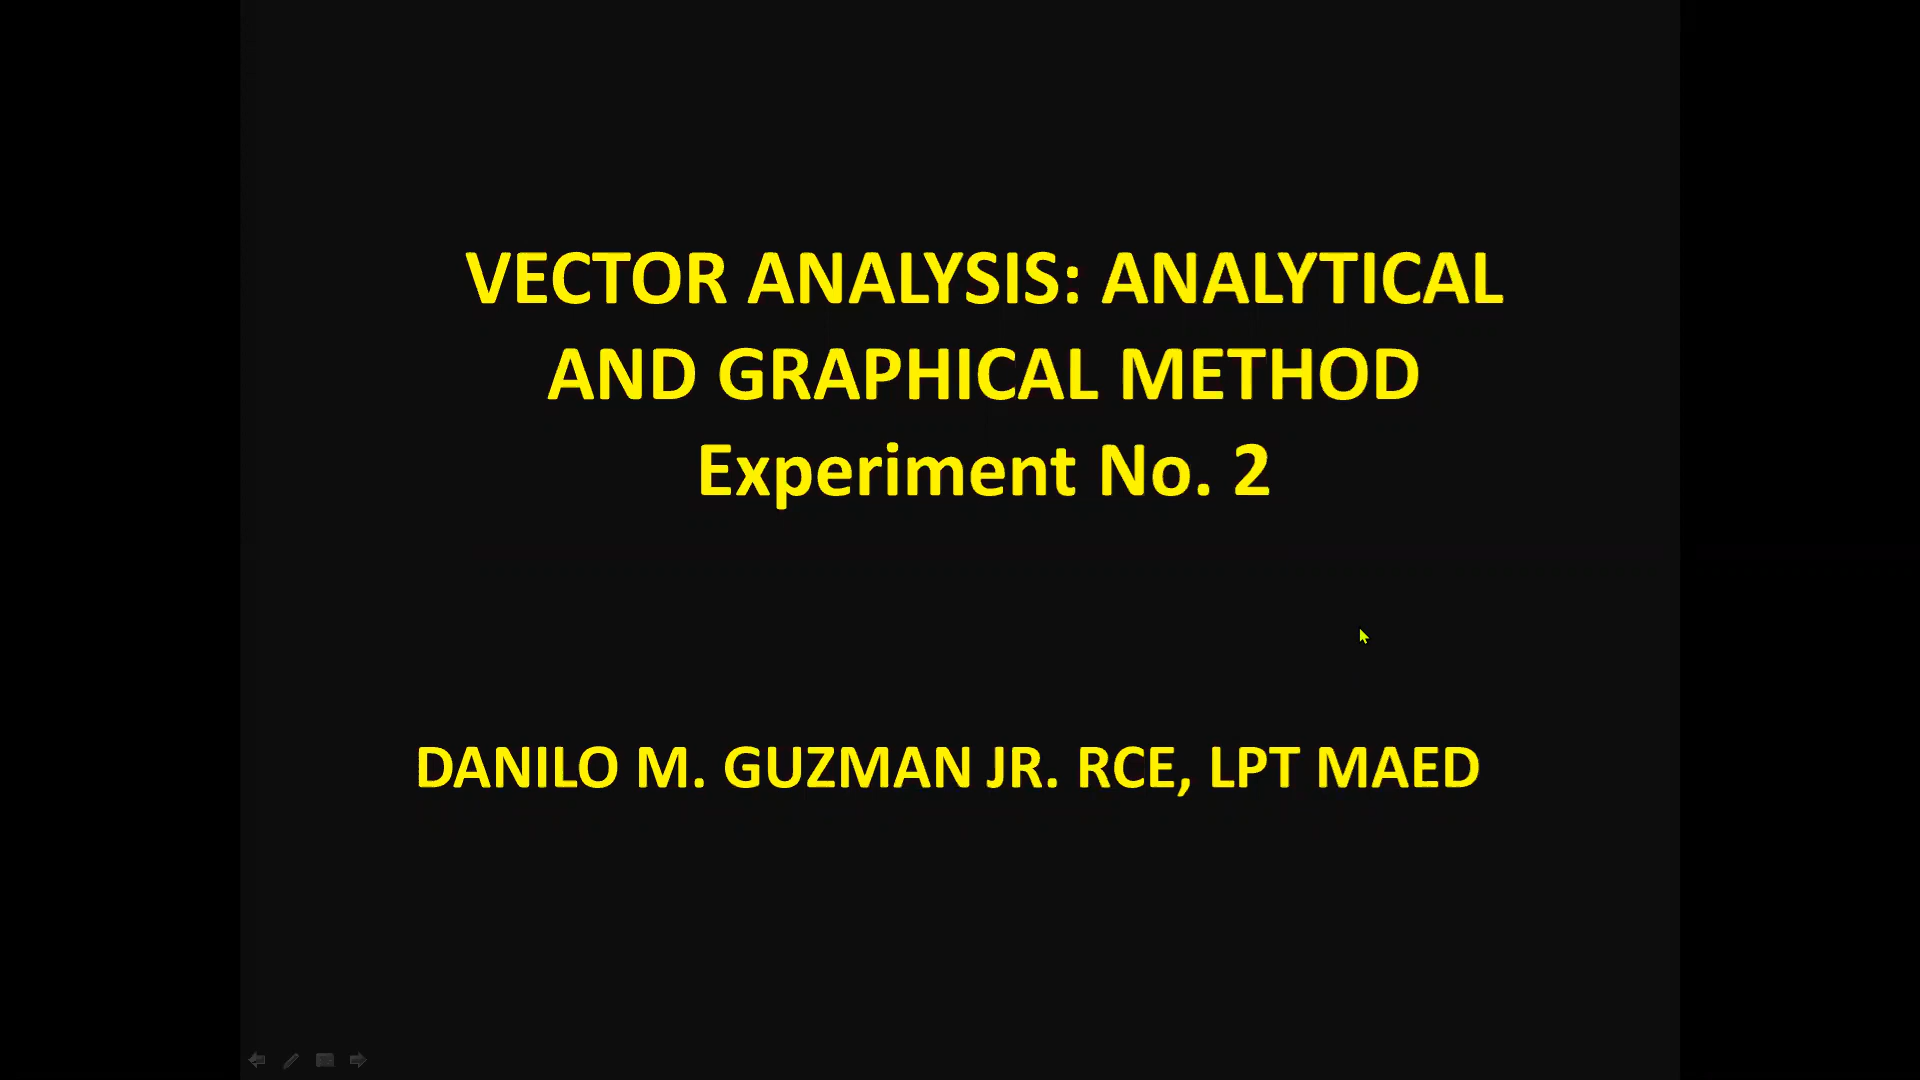 VECTOR ANALYSIS: ANALYTICAL
AND GRAPHICAL METHOD
Experiment No. 2
DANILO M. GUZMAN JR. RCE, LPT MAED